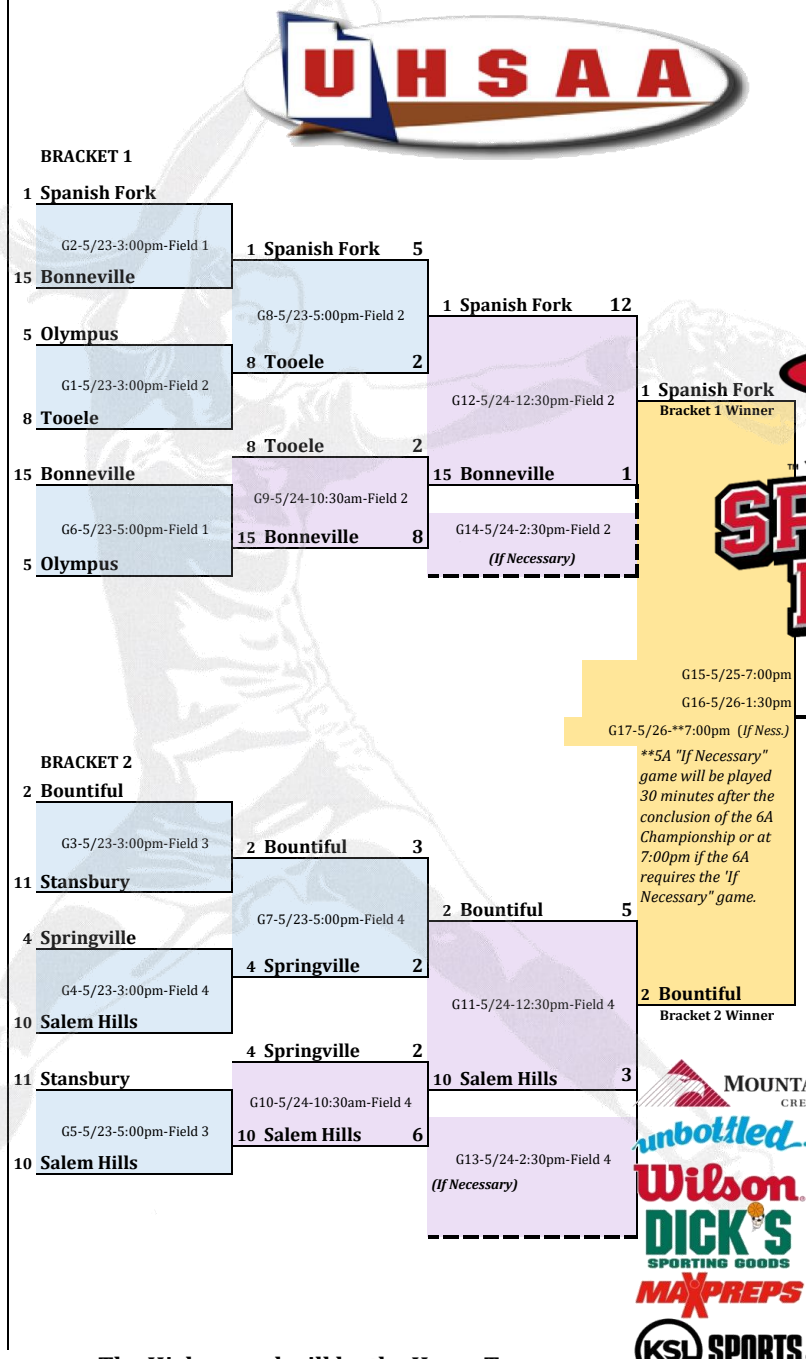 UHSAA
BRACKET 1
1 Spanish Fork
G2-5/23-3:00pm-Field 1
15 Bonneville
1 Spanish Fork 5
G8-5/23-5:00pm-Field 2
8 Tooele 2
5 Olympus
G1-5/23-3:00pm-Field 2
8 Tooele
1 Spanish Fork 12
G12-5/24-12:30pm-Field 2
15 Bonneville 1
1 Spanish Fork
Bracket 1 Winner
8 Tooele 2
G9-5/24-10:30am-Field 2
15 Bonneville 8
15 Bonneville
G6-5/23-5:00pm-Field 1
5 Olympus
G14-5/24-2:30pm-Field 2
(If Necessary)
TM
G15-5/25-7:00pm
G16-5/26-1:30pm
G17-5/26-**7:00pm (If Ness.)
**5A "If Necessary"
game will be played
30 minutes after the
conclusion of the 6A
Championship or at
7:00pm if the 6A
requires the 'If
Necessary" game.
BRACKET 2
2 Bountiful
G3-5/23-3:00pm-Field 3
11 Stansbury
2 Bountiful 3
G7-5/23-5:00pm-Field 4
4 Springville 2
4 Springville
G4-5/23-3:00pm-Field 4
10 Salem Hills
2 Bountiful 5
G11-5/24-12:30pm-Field 4
10 Salem Hills 3
2 Bountiful
Bracket 2 Winner
4 Springville 2
G10-5/24-10:30am-Field 4
10 Salem Hills 6
11 Stansbury
G5-5/23-5:00pm-Field 3
10 Salem Hills
G13-5/24-2:30pm-Field 4
(If Necessary)
unbottled
Wilson
DICK'S
SPORTING GOODS
MAXPREPS
KSL SPORTS